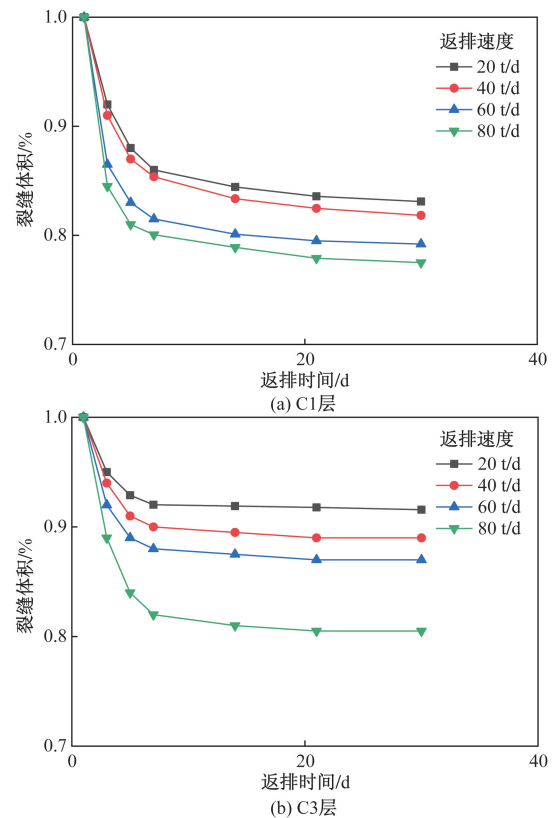 1.0
0.9
0.8
0.7
裂缝体积/%
返排速度
20 t/d
40 t/d
60 t/d
80 t/d
0
20
40
返排时间/d
(a) C1层
1.0
0.9
0.8
0.7
裂缝体积/%
返排速度
20 t/d
40 t/d
60 t/d
80 t/d
0
20
40
返排时间/d
(b) C3层